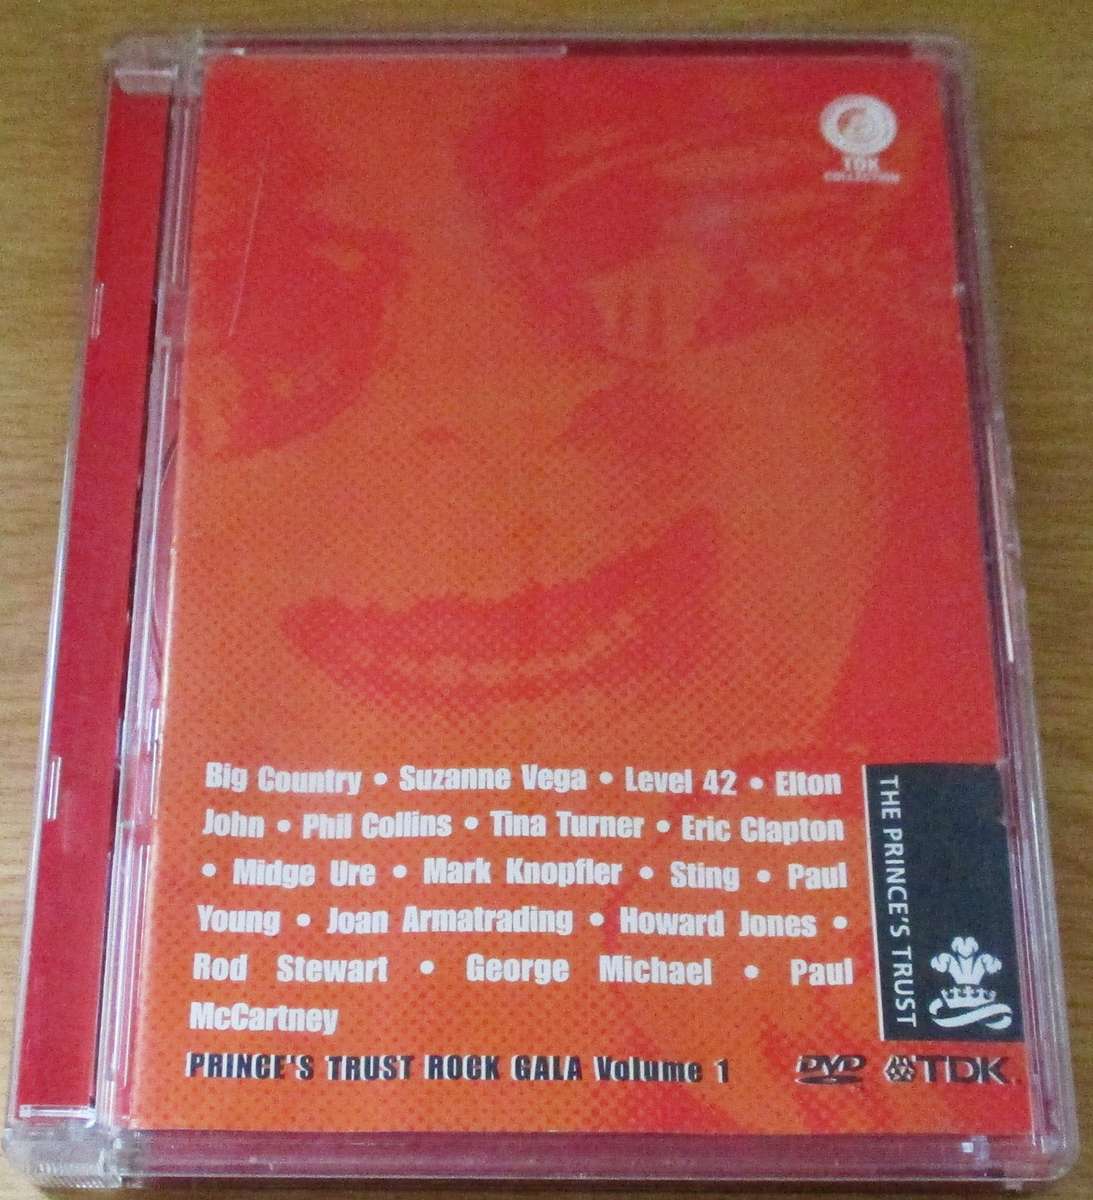 TDK
COLLECTION
Big Country • Suzanne Vega • Level 42 • Elton
John • Phil Collins • Tina Turner • Eric Clapton
• Midge Ure • Mark Knopfler • Sting • Paul
Young • Joan Armatrading • Howard Jones •
Rod Stewart • George Michael • Paul
McCartney
THE PRINCE'S TRUST
PRINCE'S TRUST ROCK GALA Volume 1
DVD
TDK